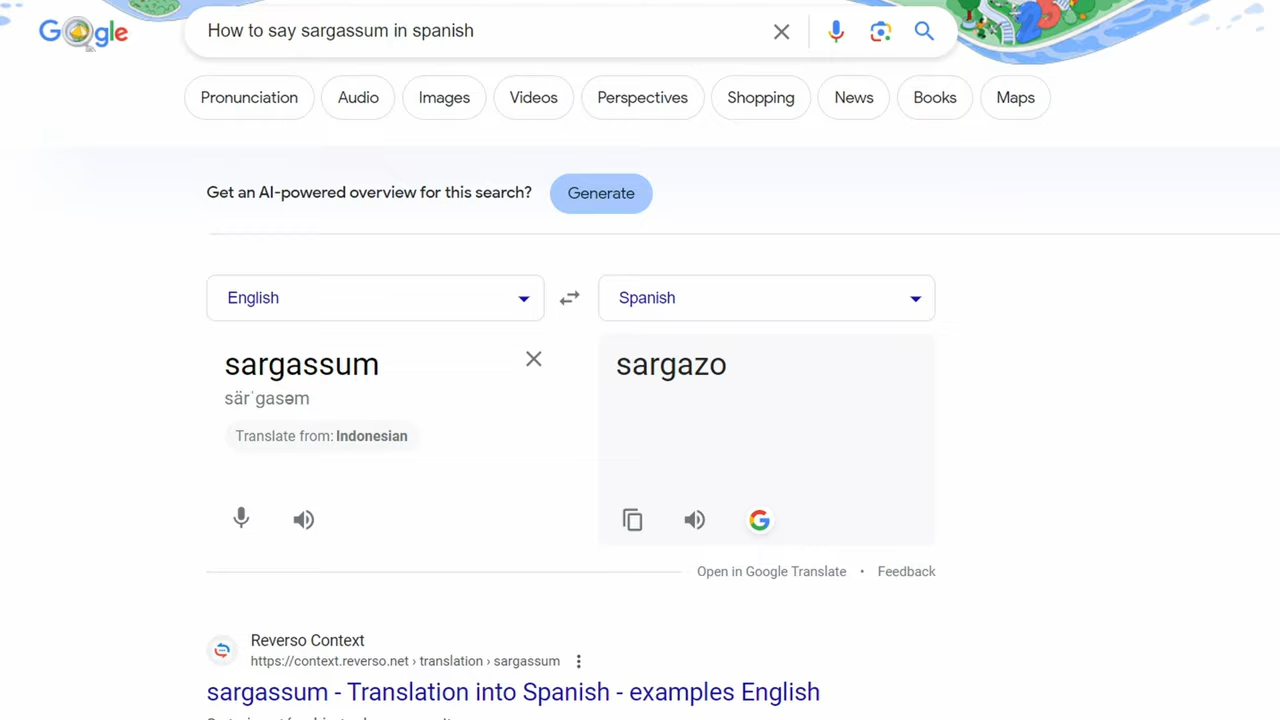 Google
How to say sargassum in spanish
Pronunciation Audio Images Videos Perspectives Shopping News Books Maps
Get an AI-powered overview for this search? Generate
English Spanish
sargassum sargazo
särˈgasəm
Translate from: Indonesian
Open in Google Translate • Feedback
Reverso Context
https://context.reverso.net › translation › sargassum
sargassum - Translation into Spanish - examples English